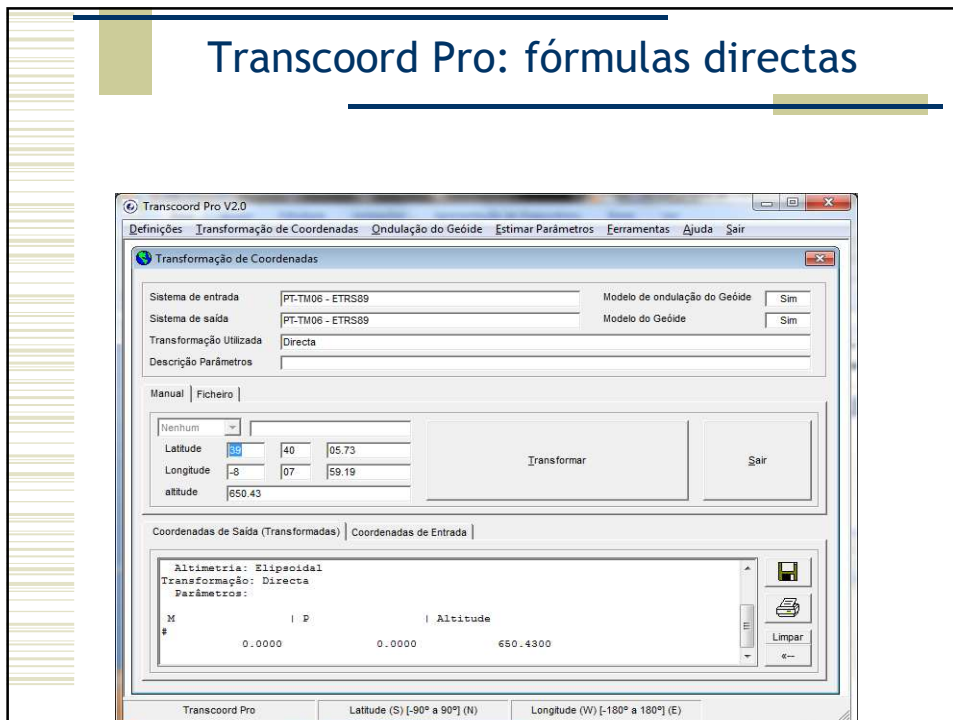 Transcoord Pro: fórmulas directas
Transcoord Pro V2.0
Definições Transformação de Coordenadas Ondulação do Geóide Estimar Parâmetros Ferramentas Ajuda Sair
Transformação de Coordenadas
Sistema de entrada PT-TM06 - ETRS89 Modelo de ondulação do Geóide Sim
Sistema de saída PT-TM06 - ETRS89 Modelo do Geóide Sim
Transformação Utilizada Directa
Descrição Parâmetros
Manual Ficheiro
Nenhum
Latitude 39 40 05.73
Longitude -8 07 59.19
altitude 650.43
Transformar
Sair
Coordenadas de Saída (Transformadas) Coordenadas de Entrada
Altimetria: Elipsoidal
Transformação: Directa
Parâmetros:
M | P | Altitude
#
0.0000 0.0000 650.4300
Limpar
«--
Transcoord Pro Latitude (S) [-90º a 90º] (N) Longitude (W) [-180º a 180º] (E)